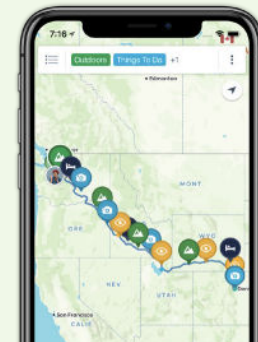 7:16
Outdoors Things To Do +1
Edmonton
MONT
ORE
WYO
NEV
UTAH
San Francisco
CALIF